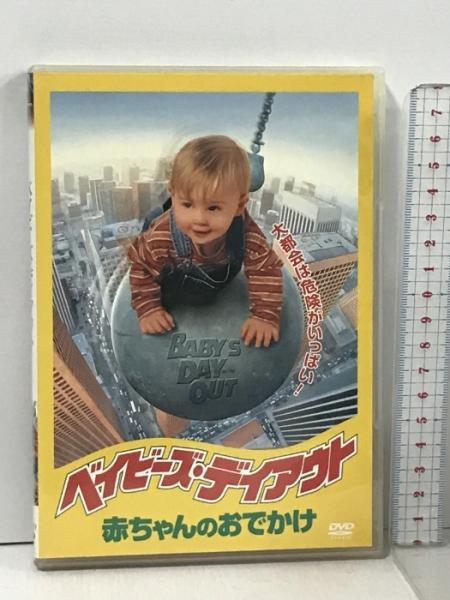 大都会は危険がいっぱい!
BABY'S
DAY
OUT
ベイビーズ・デイアウト
赤ちゃんのおでかけ
DVD